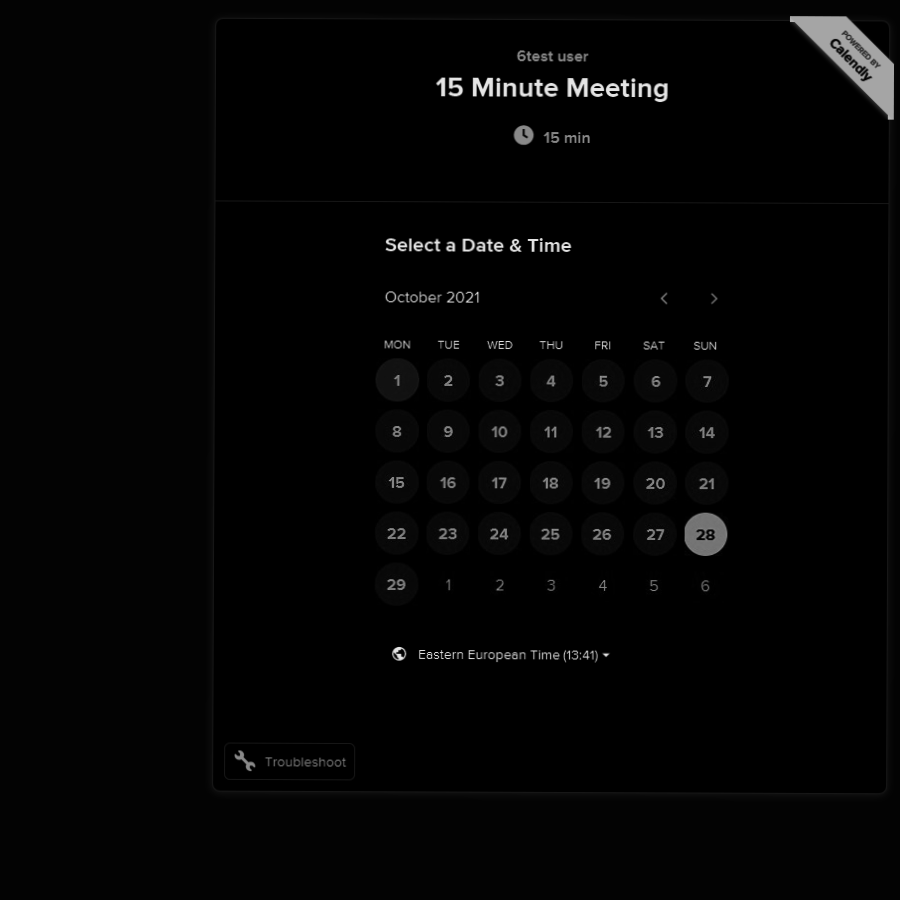 POWERED BY
Calendly
6test user
15 Minute Meeting
15 min
Select a Date & Time
October 2021
MON TUE WED THU FRI SAT SUN
1 2 3 4 5 6 7
8 9 10 11 12 13 14
15 16 17 18 19 20 21
22 23 24 25 26 27 28
29 1 2 3 4 5 6
Eastern European Time (13:41)
Troubleshoot